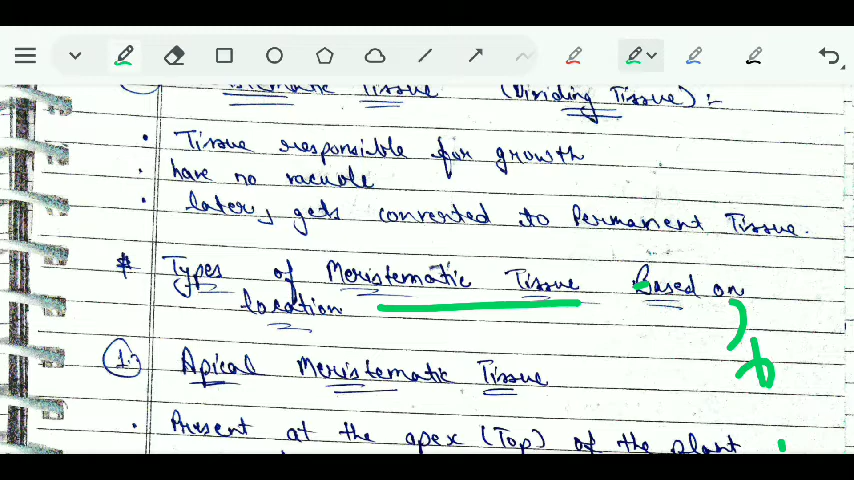 Tissue (Dividing Tissue) :-
• Tissue responsible for growth
• have no vacuole
• later, gets converted to Permanent Tissue.
* Types of Meristematic Tissue Based on
location
1. Apical Meristematic Tissue
• Present at the apex (Top) of the plant